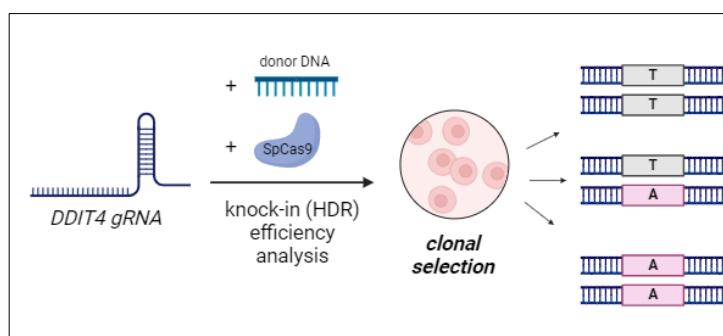 donor DNA
+
+
SpCas9
DDIT4 gRNA
knock-in (HDR)
efficiency
analysis
clonal
selection
T
T
T
A
A
A